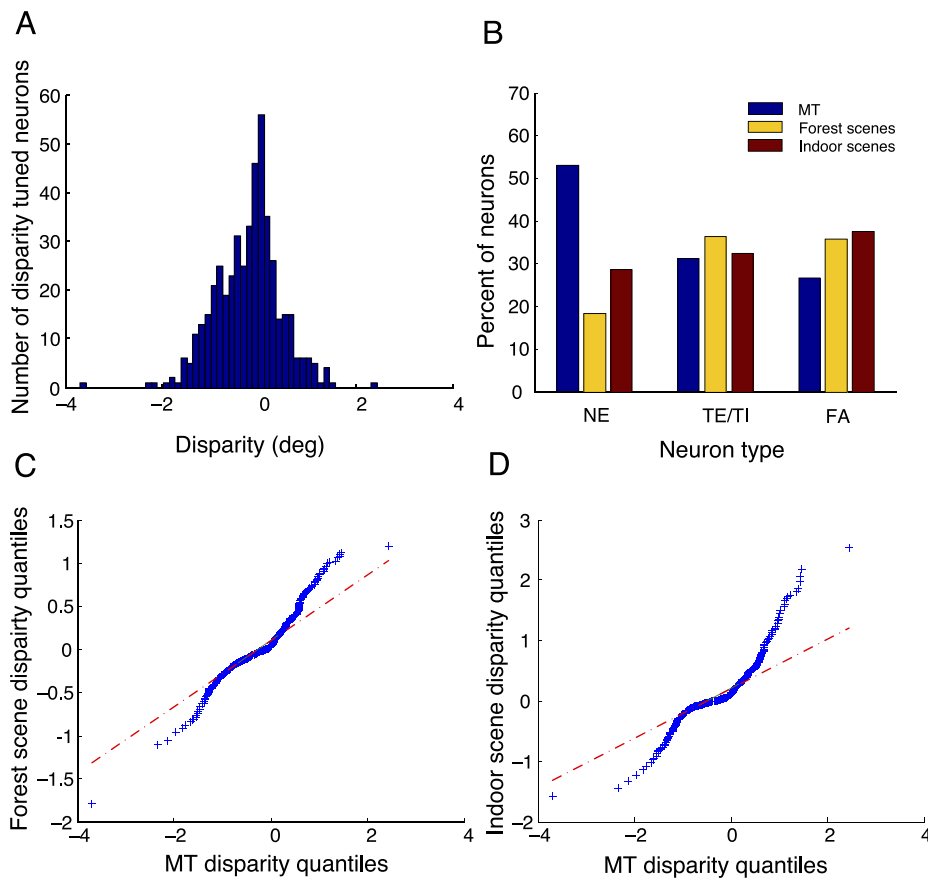 A
Number of disparity tuned neurons
60
50
40
30
20
10
0
−4
−2
0
2
4
Disparity (deg)
B
Percent of neurons
70
60
50
40
30
20
10
0
MT
Forest scenes
Indoor scenes
NE
TE/TI
FA
Neuron type
C
Forest scene dispairty quantiles
1.5
1
0.5
0
−0.5
-1
−1.5
−2
−4
−2
0
2
4
MT disparity quantiles
D
Indoor scene disparity quantiles
3
2
1
0
−1
−2
−4
−2
0
2
4
MT disparity quantiles